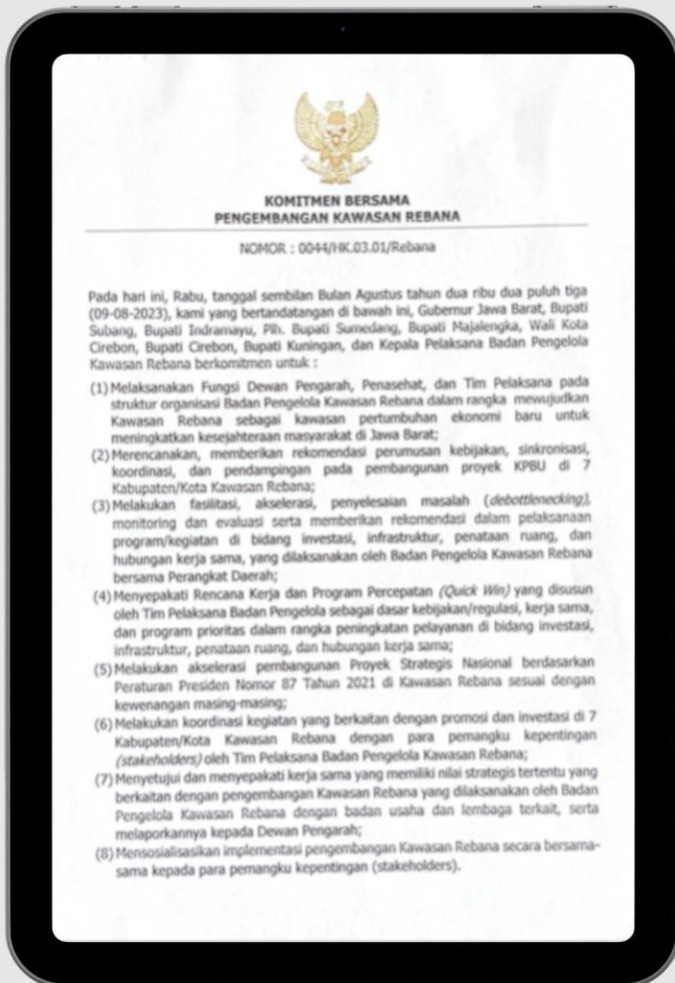 KOMITMEN BERSAMA
PENGEMBANGAN KAWASAN REBANA
NOMOR : 0044/HK.03.01/Rebana
Pada hari ini, Rabu, tanggal sembilan Bulan Agustus tahun dua ribu dua puluh tiga
(09-08-2023), kami yang bertandatangan di bawah ini, Gubernur Jawa Barat, Bupati
Subang, Bupati Indramayu, Plh. Bupati Sumedang, Bupati Majalengka, Wali Kota
Cirebon, Bupati Cirebon, Bupati Kuningan, dan Kepala Pelaksana Badan Pengelola
Kawasan Rebana berkomitmen untuk :
(1) Melaksanakan Fungsi Dewan Pengarah, Penasehat, dan Tim Pelaksana pada
struktur organisasi Badan Pengelola Kawasan Rebana dalam rangka mewujudkan
Kawasan Rebana sebagai kawasan pertumbuhan ekonomi baru untuk
meningkatkan kesejahteraan masyarakat di Jawa Barat;
(2) Merencanakan, memberikan rekomendasi perumusan kebijakan, sinkronisasi,
koordinasi, dan pendampingan pada pembangunan proyek KPBU di 7
Kabupaten/Kota Kawasan Rebana;
(3) Melakukan fasilitasi, akselerasi, penyelesaian masalah (debottlenecking),
monitoring dan evaluasi serta memberikan rekomendasi dalam pelaksanaan
program/kegiatan di bidang investasi, infrastruktur, penataan ruang, dan
hubungan kerja sama, yang dilaksanakan oleh Badan Pengelola Kawasan Rebana
bersama Perangkat Daerah;
(4) Menyepakati Rencana Kerja dan Program Percepatan (Quick Win) yang disusun
oleh Tim Pelaksana Badan Pengelola sebagai dasar kebijakan/regulasi, kerja sama,
dan program prioritas dalam rangka peningkatan pelayanan di bidang investasi,
infrastruktur, penataan ruang, dan hubungan kerja sama;
(5) Melakukan akselerasi pembangunan Proyek Strategis Nasional berdasarkan
Peraturan Presiden Nomor 87 Tahun 2021 di Kawasan Rebana sesuai dengan
kewenangan masing-masing;
(6) Melakukan koordinasi kegiatan yang berkaitan dengan promosi dan investasi di 7
Kabupaten/Kota Kawasan Rebana dengan para pemangku kepentingan
(stakeholders) oleh Tim Pelaksana Badan Pengelola Kawasan Rebana;
(7) Menyetujui dan menyepakati kerja sama yang memiliki nilai strategis tertentu yang
berkaitan dengan pengembangan Kawasan Rebana yang dilaksanakan oleh Badan
Pengelola Kawasan Rebana dengan badan usaha dan lembaga terkait, serta
melaporkannya kepada Dewan Pengarah;
(8) Mensosialisasikan implementasi pengembangan Kawasan Rebana secara bersama-
sama kepada para pemangku kepentingan (stakeholders).